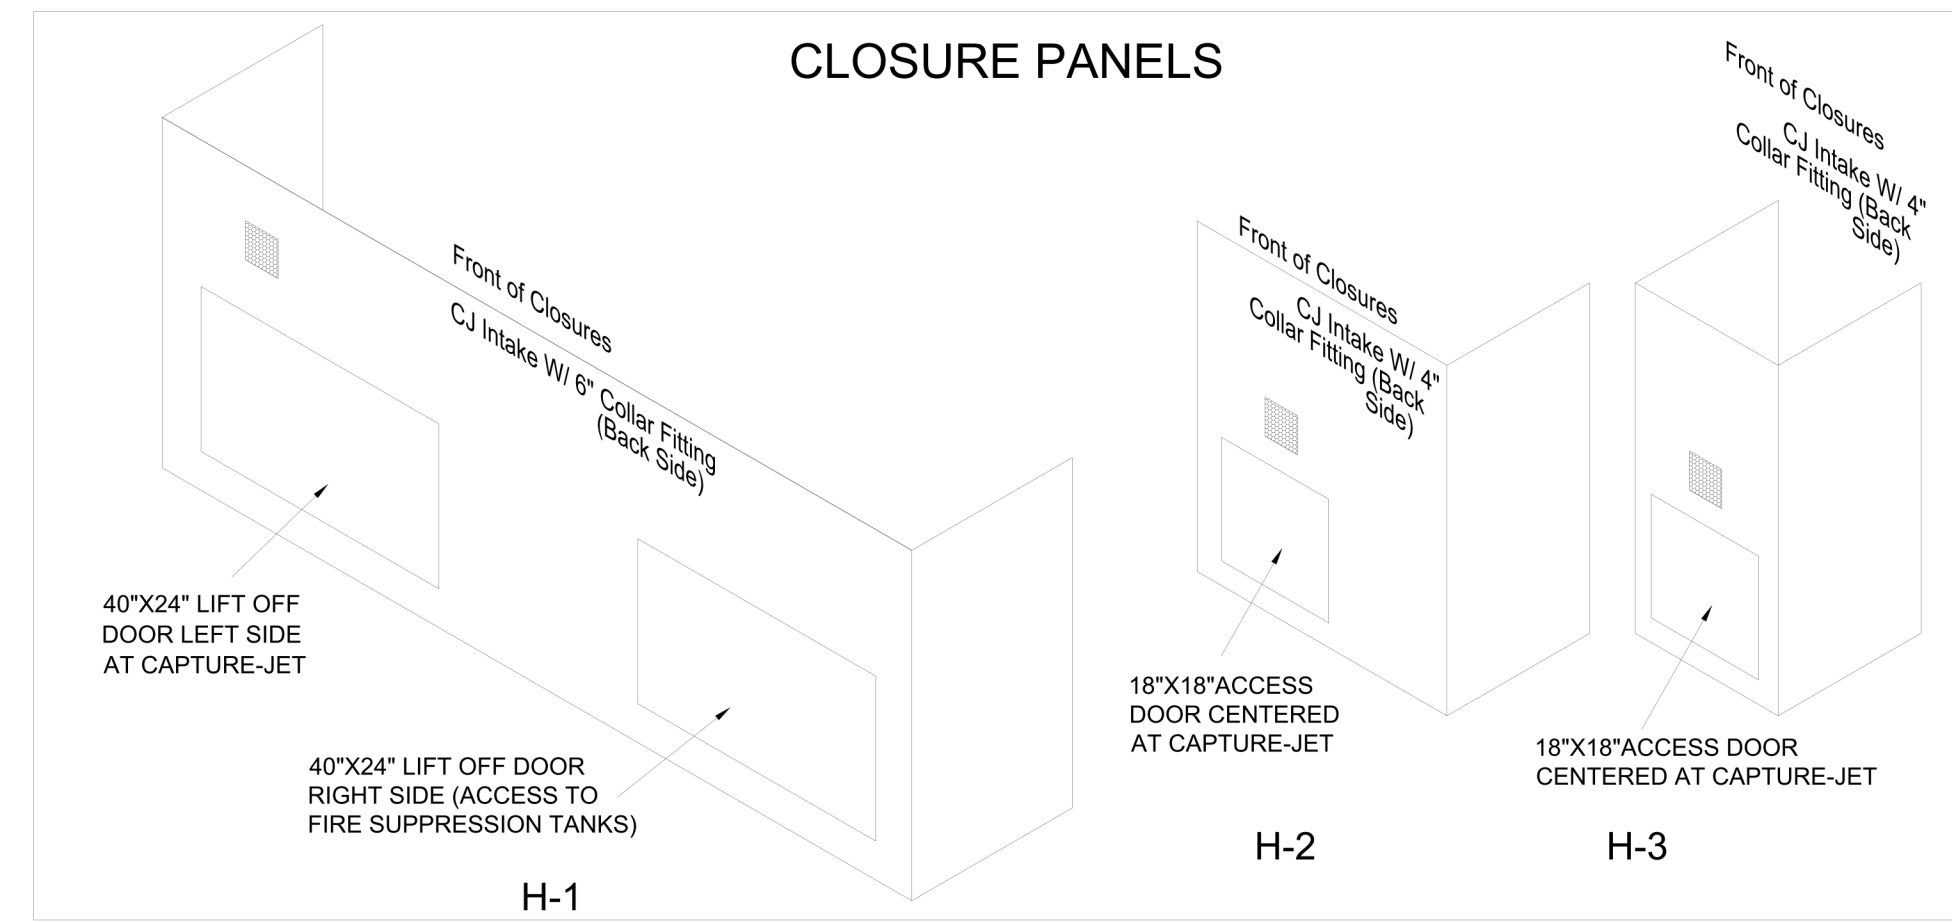 CLOSURE PANELS
Front of Closures
CJ Intake W/ 6" Collar Fitting
(Back Side)
40"X24" LIFT OFF
DOOR LEFT SIDE
AT CAPTURE-JET
40"X24" LIFT OFF DOOR
RIGHT SIDE (ACCESS TO
FIRE SUPPRESSION TANKS)
H-1
Front of Closures
CJ Intake W/ 4"
Collar Fitting (Back
Side)
18"X18"ACCESS
DOOR CENTERED
AT CAPTURE-JET
H-2
Front of Closures
CJ Intake W/ 4"
Collar Fitting (Back
Side)
18"X18"ACCESS DOOR
CENTERED AT CAPTURE-JET
H-3